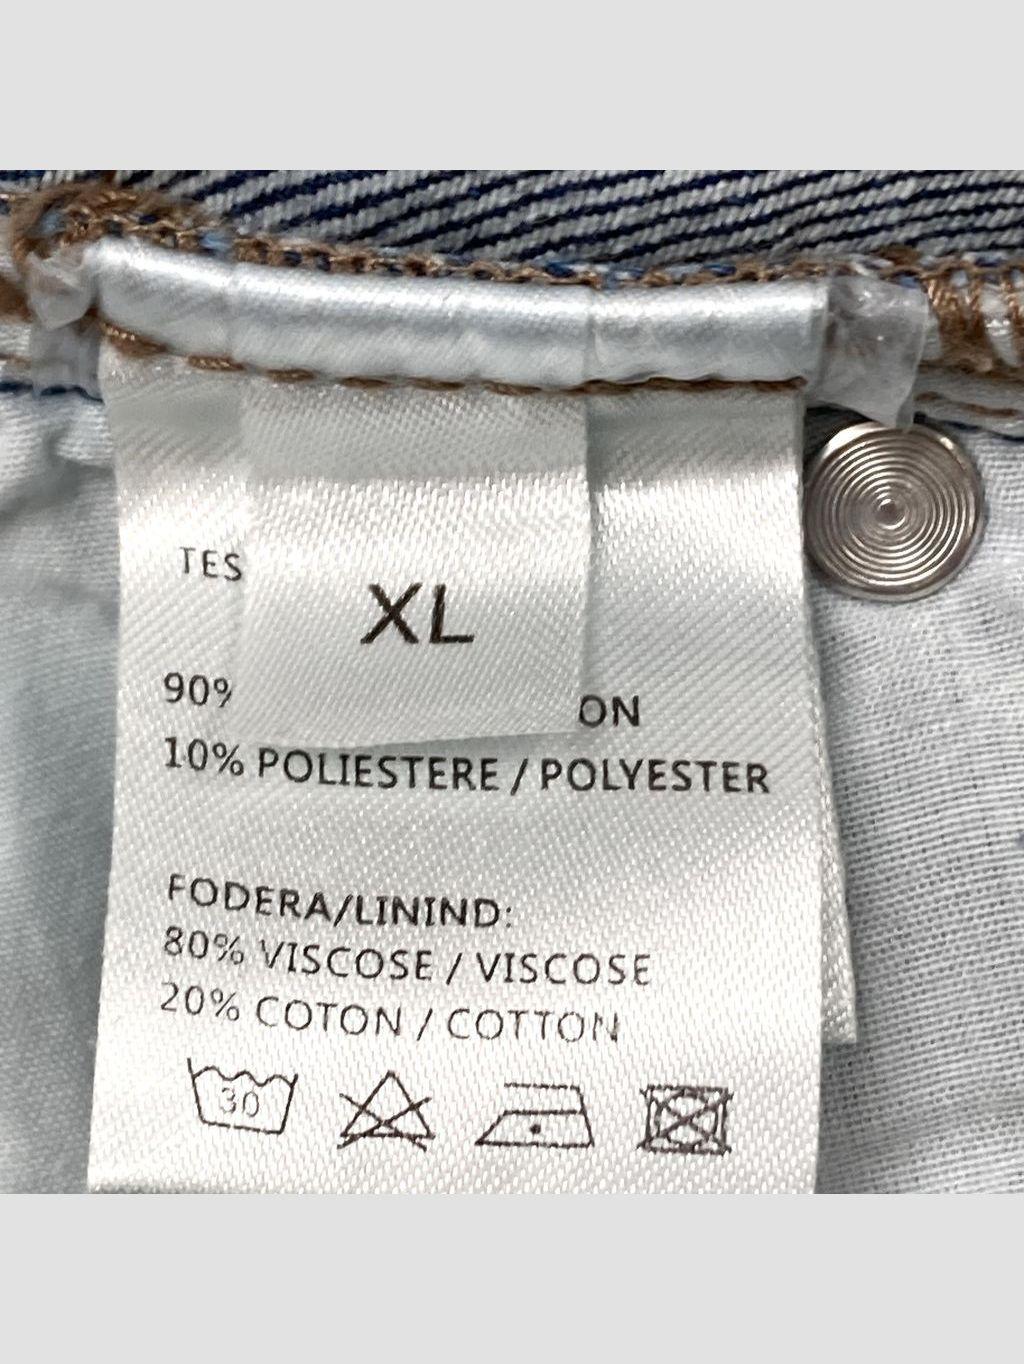 TES
XL
90%
ON
10% POLIESTERE / POLYESTER
FODERA/LININD:
80% VISCOSE / VISCOSE
20% COTON / COTTON
30